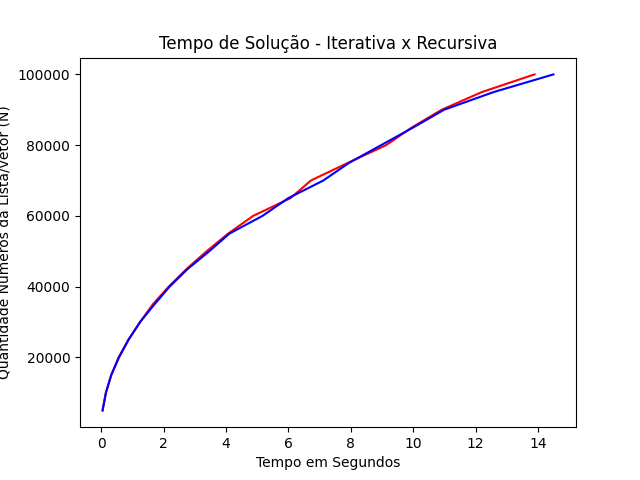 Tempo de Solução - Iterativa x Recursiva
Quantidade Números da Lista/Vetor (N)
100000
80000
60000
40000
20000
0 2 4 6 8 10 12 14
Tempo em Segundos